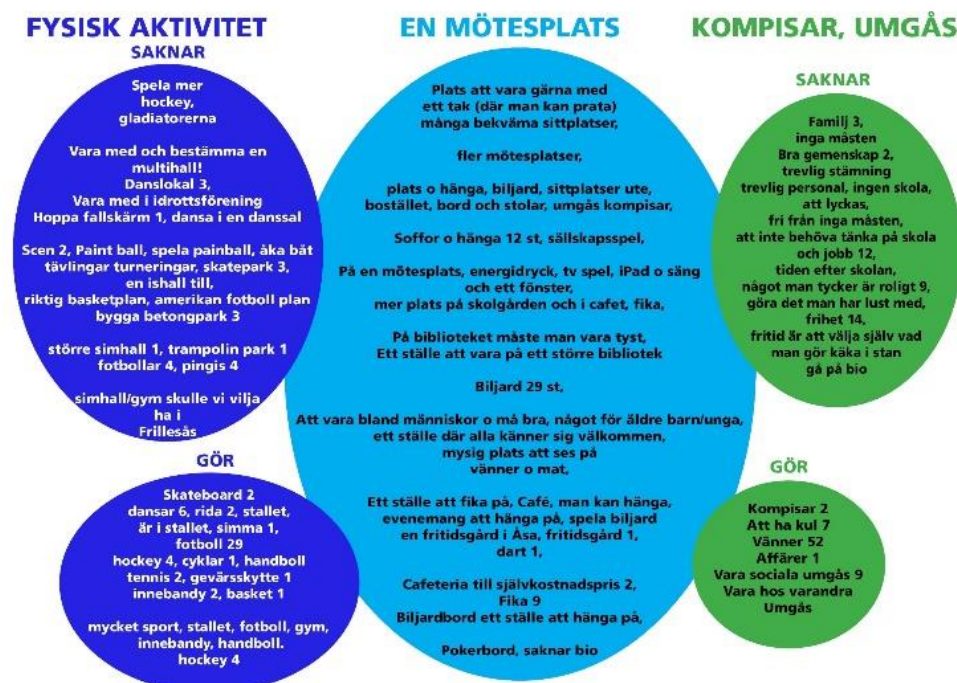 FYSISK AKTIVITET
SAKNAR
Spela mer
hockey,
gladiatorerna
Vara med och bestämma en
multihall!
Danslokal 3,
Vara med i idrottsförening
Hoppa fallskärm 1, dansa i en danssal
Scen 2, Paint ball, spela painball, åka båt
tävlingar turneringar, skatepark 3,
en ishall till,
riktig basketplan, amerikan fotboll plan
bygga betongpark 3
större simhall 1, trampolin park 1
fotbollar 4, pingis 4
simhall/gym skulle vi vilja
ha i
Frillesås
GÖR
Skateboard 2
dansar 6, rida 2, stallet,
är i stallet, simma 1,
fotboll 29
hockey 4, cyklar 1, handboll
tennis 2, gevärsskytte 1
innebandy 2, basket 1
mycket sport, stallet, fotboll, gym,
innebandy, handboll.
hockey 4
EN MÖTESPLATS
Plats att vara gärna med
ett tak (där man kan prata)
många bekväma sittplatser,
fler mötesplatser,
plats o hänga, biljard, sittplatser ute,
bostället, bord och stolar, umgås kompisar,
Soffor o hänga 12 st, sällskapsspel,
På en mötesplats, energidryck, tv spel, iPad o säng
och ett fönster,
mer plats på skolgården och i cafet, fika,
På biblioteket måste man vara tyst,
Ett ställe att vara på ett större bibliotek
Biljard 29 st,
Att vara bland människor o må bra, något för äldre barn/unga,
ett ställe där alla känner sig välkommen,
mysig plats att ses på
vänner o mat,
Ett ställe att fika på, Café, man kan hänga,
evenemang att hänga på, spela biljard
en fritidsgård i Åsa, fritidsgård 1,
dart 1,
Cafeteria till självkostnadspris 2,
Fika 9
Biljardbord ett ställe att hänga på,
Pokerbord, saknar bio
KOMPISAR, UMGÅS
SAKNAR
Familj 3,
inga måsten
Bra gemenskap 2,
trevlig stämning
trevlig personal, ingen skola,
att lyckas,
fri från inga måsten,
att inte behöva tänka på skola
och jobb 12,
tiden efter skolan,
något man tycker är roligt 9,
göra det man har lust med,
frihet 14,
fritid är att välja själv vad
man gör käka i stan
gå på bio
GÖR
Kompisar 2
Att ha kul 7
Vänner 52
Affärer 1
Vara sociala umgås 9
Vara hos varandra
Umgås